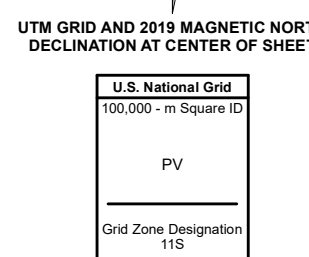 UTM GRID AND 2019 MAGNETIC NORT
DECLINATION AT CENTER OF SHEET
U.S. National Grid
100,000 - m Square ID
PV
Grid Zone Designation
11S